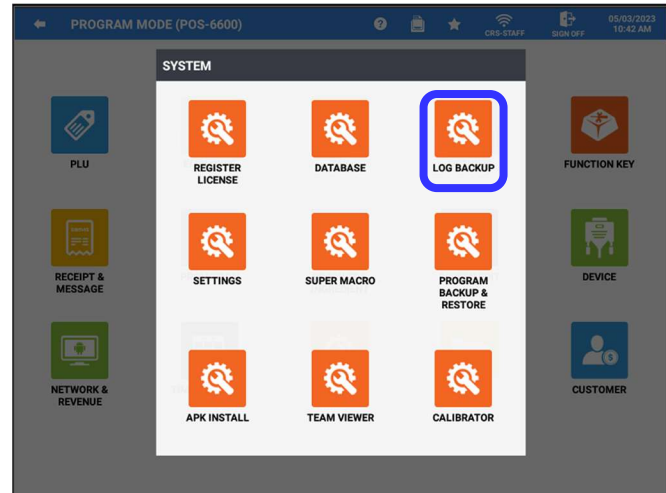 PROGRAM MODE (POS-6600)
?
CRS-STAFF
SIGN OFF
05/03/2023
10:42 AM
SYSTEM
PLU
REGISTER
LICENSE
DATABASE
LOG BACKUP
FUNCTION KEY
RECEIPT &
MESSAGE
SETTINGS
SUPER MACRO
PROGRAM
BACKUP &
RESTORE
DEVICE
NETWORK &
REVENUE
APK INSTALL
TEAM VIEWER
CALIBRATOR
CUSTOMER